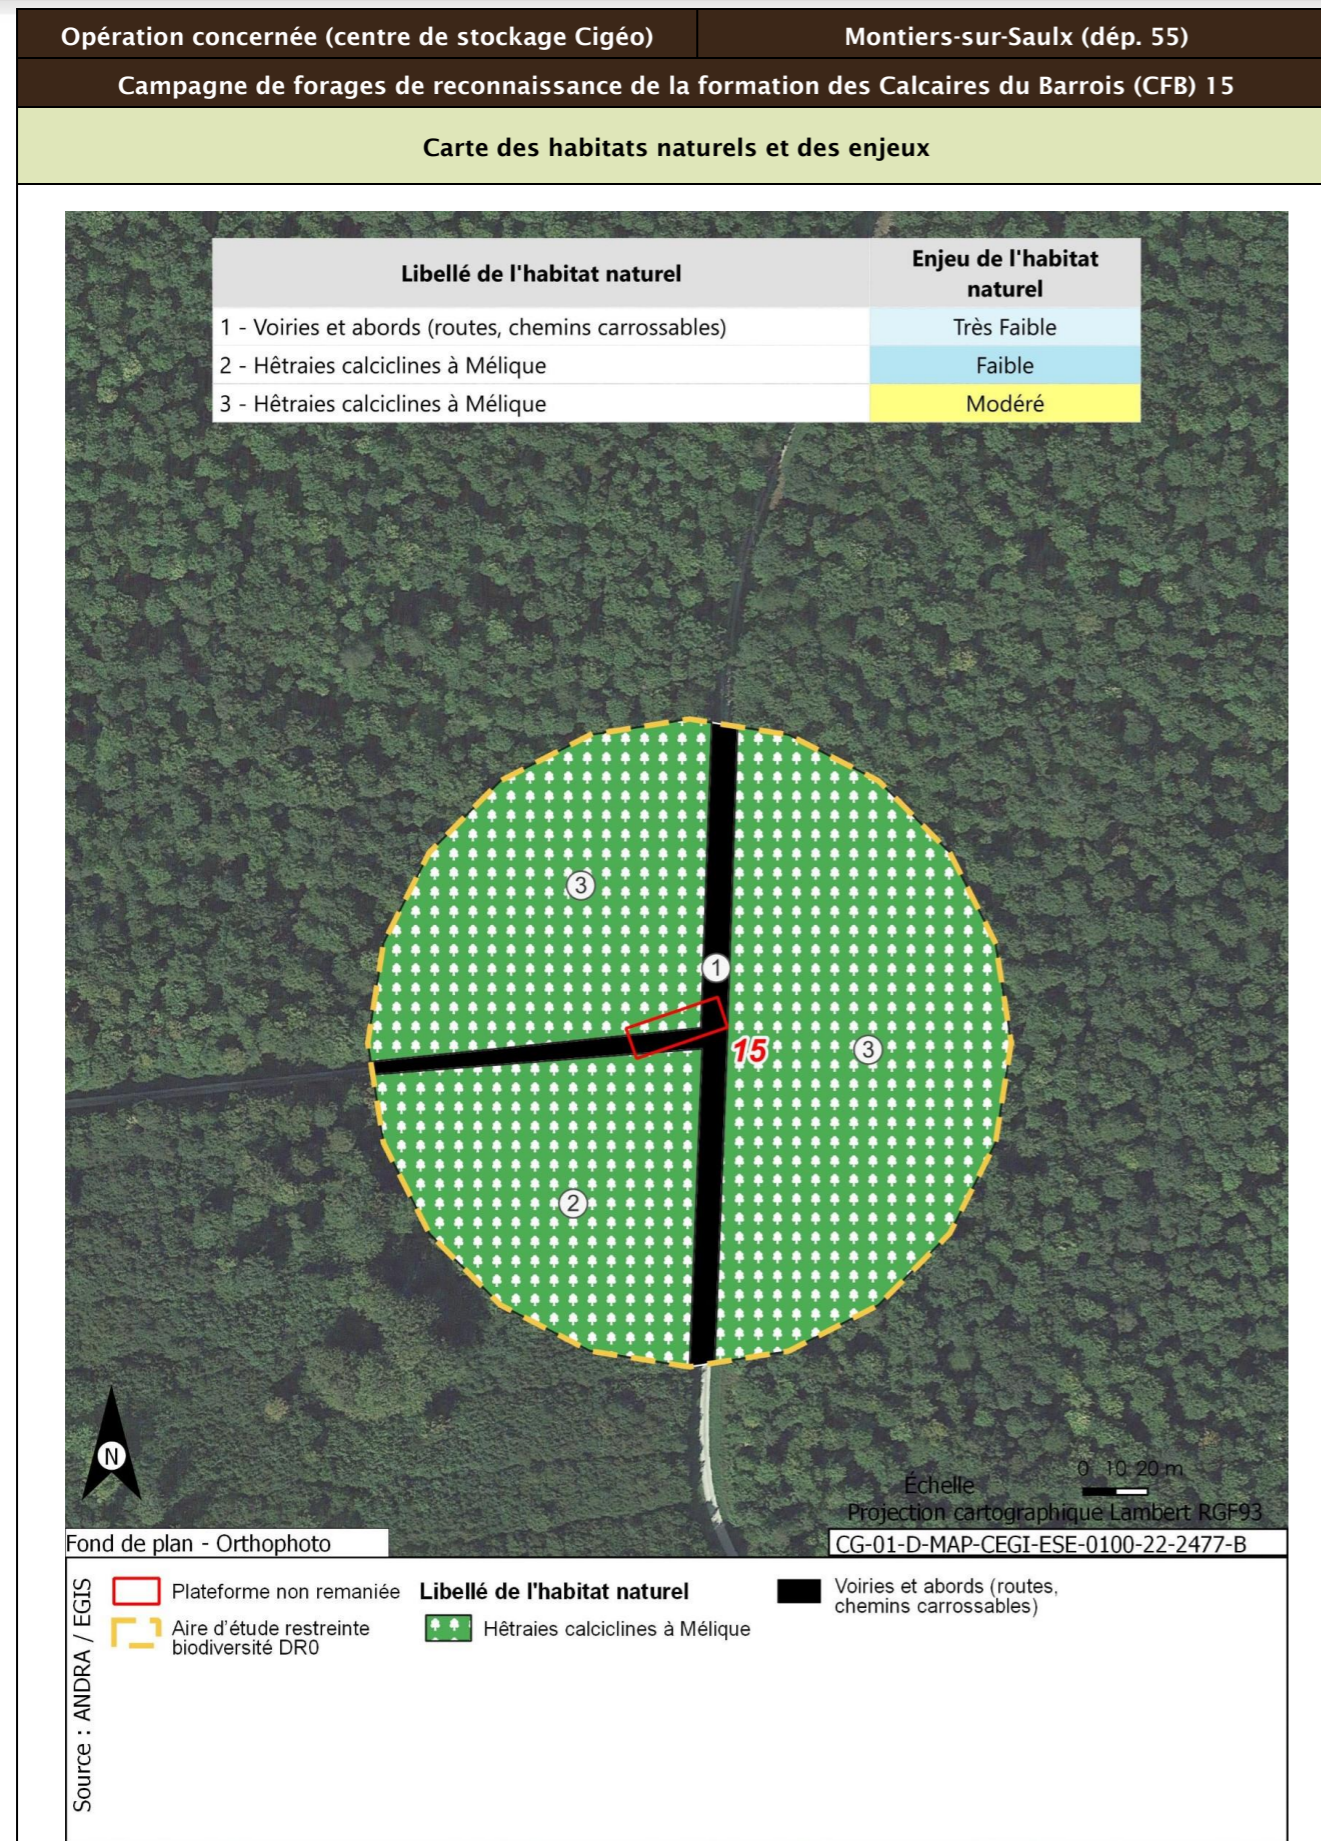 Opération concernée (centre de stockage Cigéo)
Montiers-sur-Saulx (dép. 55)
Campagne de forages de reconnaissance de la formation des Calcaires du Barrois (CFB) 15
Carte des habitats naturels et des enjeux
Libellé de l'habitat naturel
Enjeu de l'habitat
naturel
1 - Voiries et abords (routes, chemins carrossables)
Très Faible
2 - Hêtraies calciclines à Mélique
Faible
3 - Hêtraies calciclines à Mélique
Modéré
3
1
15
3
2
N
Échelle
0 10 20 m
Projection cartographique Lambert RGF93
Fond de plan - Orthophoto
CG-01-D-MAP-CEGI-ESE-0100-22-2477-B
Source : ANDRA / EGIS
Plateforme non remaniée
Aire d'étude restreinte
biodiversité DR0
Libellé de l'habitat naturel
Hêtraies calciclines à Mélique
Voiries et abords (routes,
chemins carrossables)